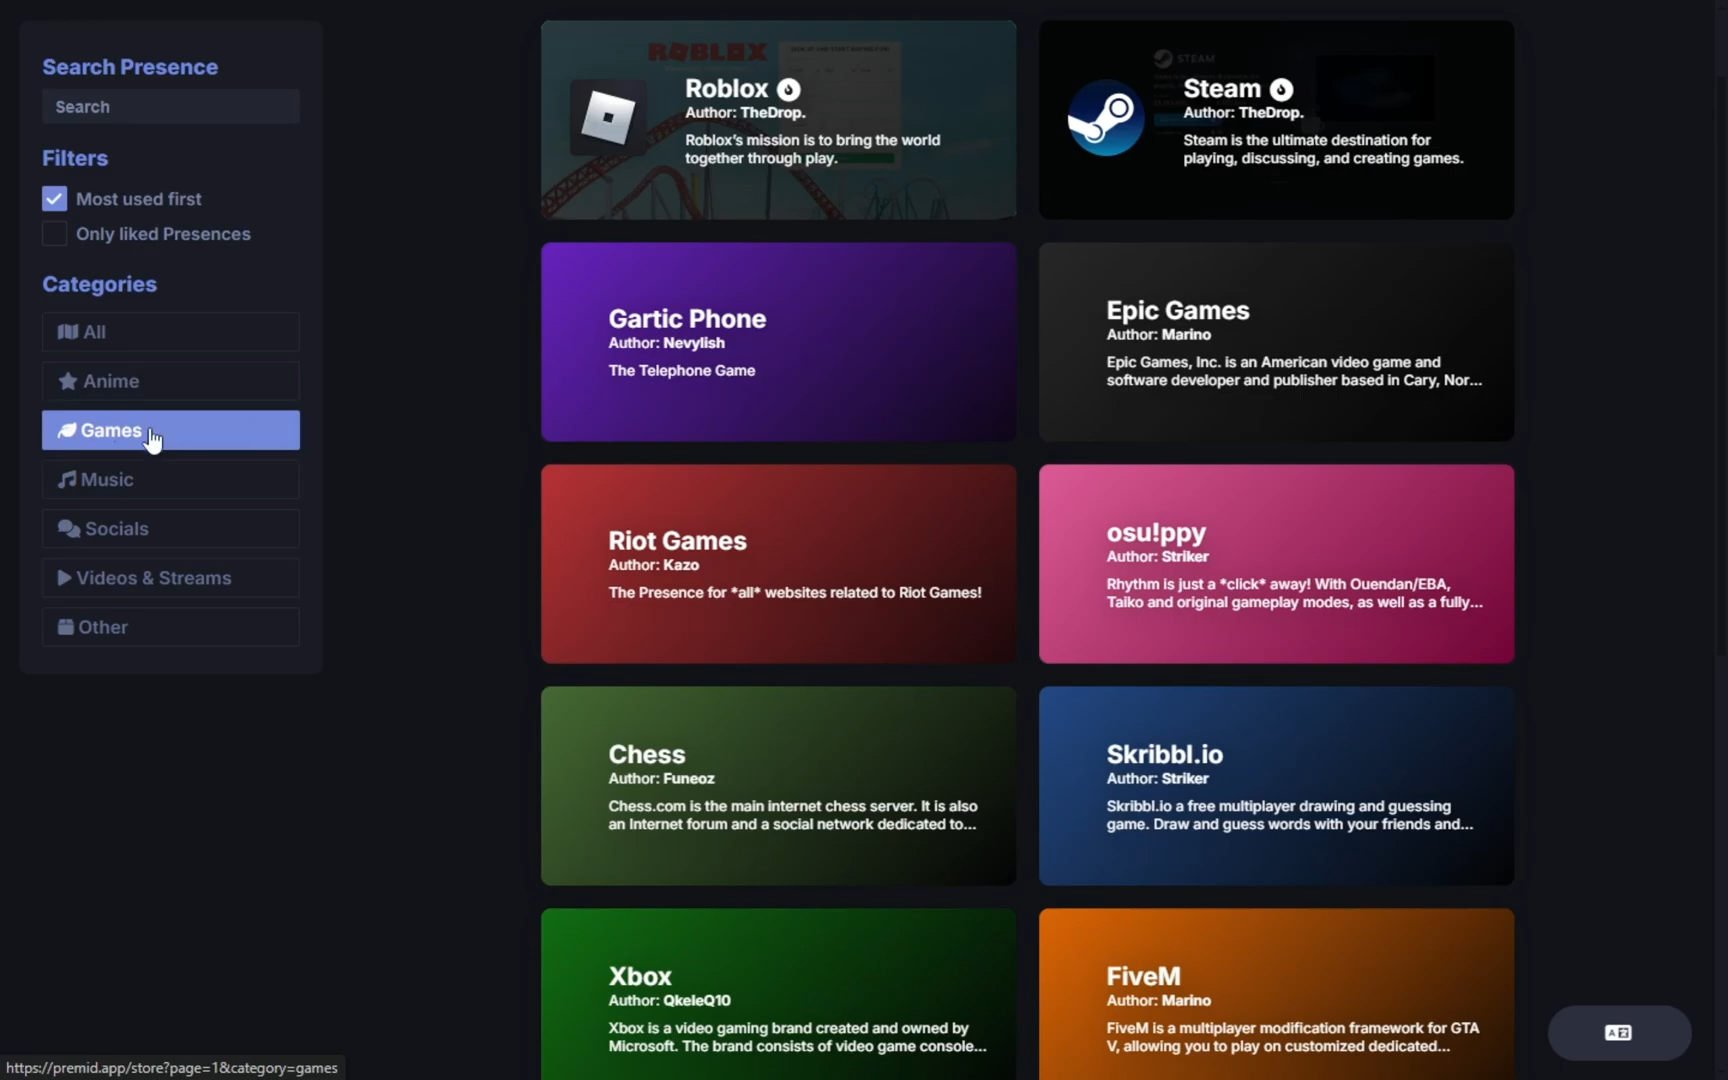 Search Presence
Search
Filters
Most used first
Only liked Presences
Categories
All
Anime
Games
Music
Socials
Videos & Streams
Other
ROBLOX
Roblox
Author: TheDrop.
Roblox's mission is to bring the world
together through play.
STEAM
Steam
Author: TheDrop.
Steam is the ultimate destination for
playing, discussing, and creating games.
Gartic Phone
Author: Nevylish
The Telephone Game
Epic Games
Author: Marino
Epic Games, Inc. is an American video game and
software developer and publisher based in Cary, Nor...
Riot Games
Author: Kazo
The Presence for *all* websites related to Riot Games!
osu!ppy
Author: Striker
Rhythm is just a *click* away! With Ouendan/EBA,
Taiko and original gameplay modes, as well as a fully...
Chess
Author: Funeoz
Chess.com is the main internet chess server. It is also
an Internet forum and a social network dedicated to...
Skribbl.io
Author: Striker
Skribbl.io a free multiplayer drawing and guessing
game. Draw and guess words with your friends and...
Xbox
Author: QkeleQ10
Xbox is a video gaming brand created and owned by
Microsoft. The brand consists of video game console...
FiveM
Author: Marino
FiveM is a multiplayer modification framework for GTA
V, allowing you to play on customized dedicated...
https://premid.app/store?page=1&category=games